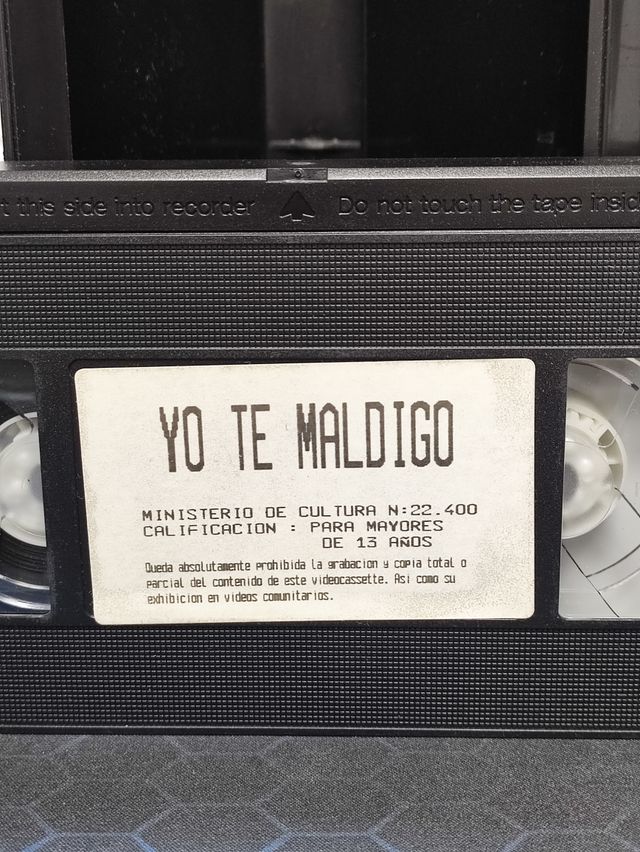 this side into recorder Do not touch the tape
YO TE MALDIGO
MINISTERIO DE CULTURA N:22.400
CALIFICACION : PARA MAYORES
DE 13 AÑOS
Queda absolutamente prohibida la grabacion y copia total o
parcial del contenido de este videocassette. Asi como su
exhibicion en videos comunitarios.